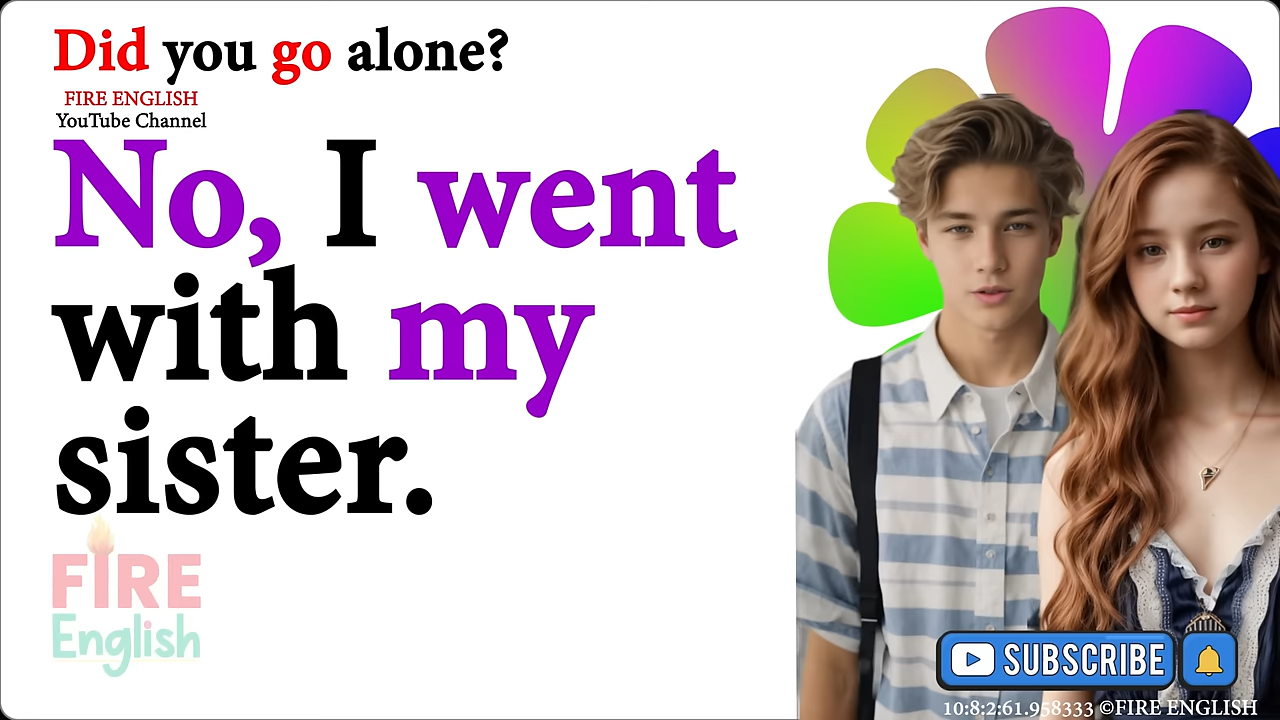 Did you go alone?
FIRE ENGLISH
YouTube Channel
No, I went
with my
sister.
FIRE
English
SUBSCRIBE
10:8:2:61.958333 ©FIRE ENGLISH